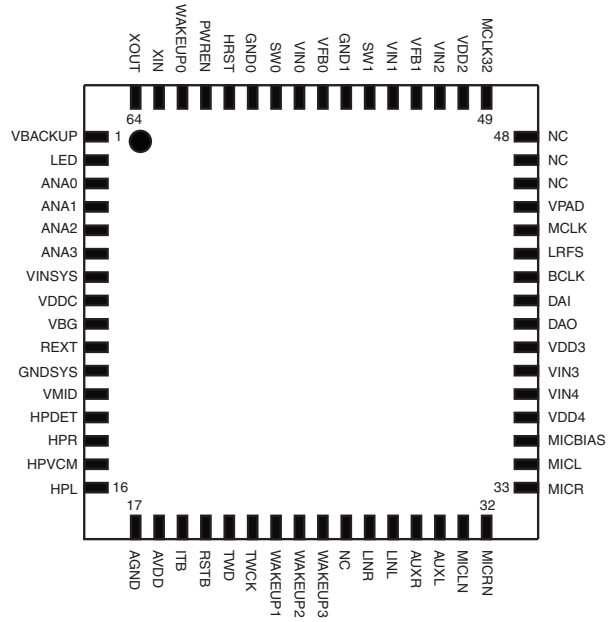 XOUT
XIN
WAKEUP0
PWREN
HRST
GND0
SW0
VIN0
VFB0
GND1
SW1
VIN1
VFB1
VIN2
VDD2
MCLK32
64
49
VBACKUP
1
LED
ANA0
ANA1
ANA2
ANA3
VINSYS
VDDC
VBG
REXT
GNDSYS
VMID
HPDET
HPR
HPVCM
HPL
16
48
NC
NC
NC
VPAD
MCLK
LRFS
BCLK
DAI
DAO
VDD3
VIN3
VIN4
VDD4
MICBIAS
MICL
33
MICR
17
32
AGND
AVDD
ITB
RSTB
TWD
TWCK
WAKEUP1
WAKEUP2
WAKEUP3
NC
LINR
LINL
AUXR
AUXL
MICLN
MICRN